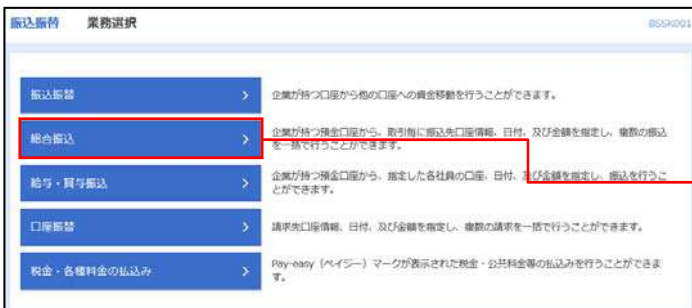 振込振替　業務選択
BSSK001
振込振替
企業が持つ口座から他の口座への資金移動を行うことができます。
総合振込
企業が持つ預金口座から、取引毎に振込先口座情報、日付、及び金額を指定し、複数の振込
を一括で行うことができます。
給与・賞与振込
企業が持つ預金口座から、指定した各社員の口座、日付、及び金額を指定し、振込を行うこ
とができます。
口座振替
請求先口座情報、日付、及び金額を指定し、複数の請求を一括で行うことができます。
税金・各種料金の払込み
Pay-easy（ペイジー）マークが表示された税金・公共料金等の払込みを行うことができま
す。